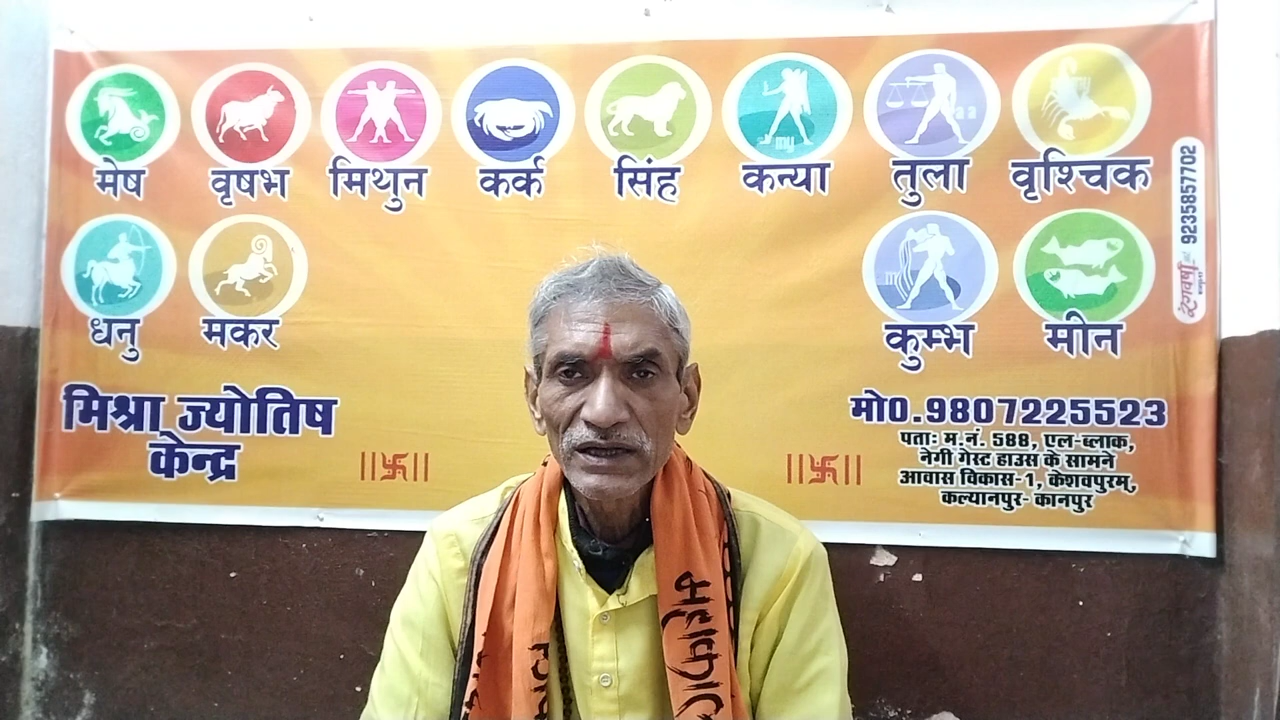 मेष वृषभ मिथुन कर्क सिंह कन्या तुला वृश्चिक
धनु मकर कुम्भ मीन
मिश्रा ज्योतिष
केन्द्र
मो0.9807225523
पताः म.नं. 588, एल-ब्लाक,
नेगी गेस्ट हाउस के सामने
आवास विकास-1, केशवपुरम्,
कल्यानपुर- कानपुर
9235857702
महाकाल